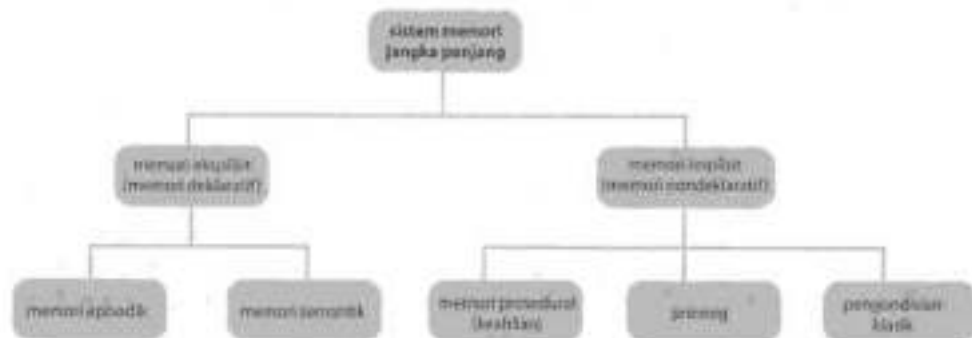 sistem memori
jangka panjang
memori eksplisit
(memori deklaratif)
memori implisit
(memori nondeklaratif)
memori episodik
memori semantik
memori prosedural
(keahlian)
priming
pengondisian
klasik